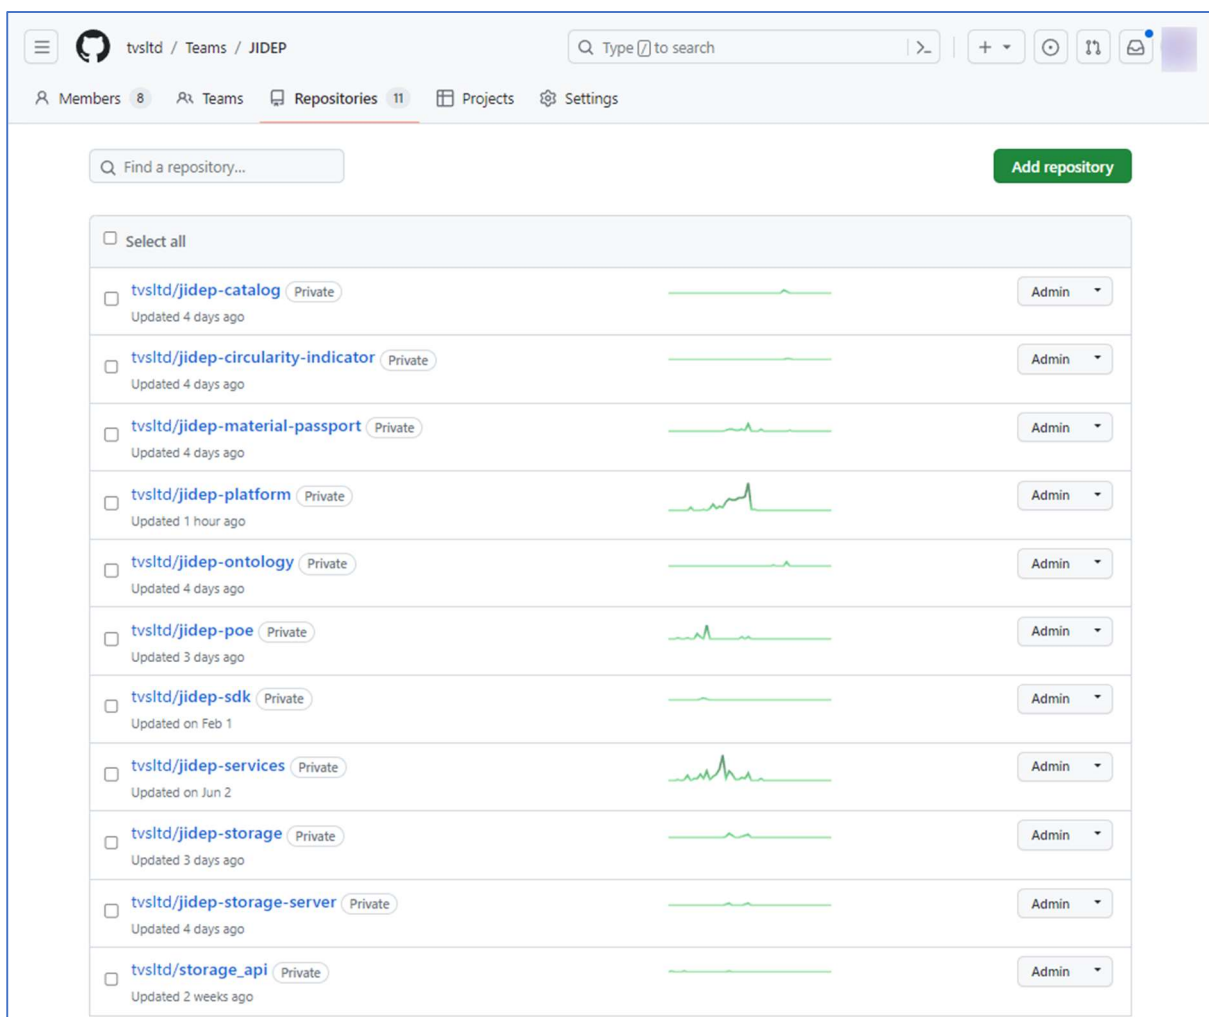 tvsltd / Teams / JIDEP
Type / to search
Members 8 Teams Repositories 11 Projects Settings
Find a repository...
Add repository
Select all
tvsltd/jidep-catalog Private
Admin
Updated 4 days ago
tvsltd/jidep-circularity-indicator Private
Admin
Updated 4 days ago
tvsltd/jidep-material-passport Private
Admin
Updated 4 days ago
tvsltd/jidep-platform Private
Admin
Updated 1 hour ago
tvsltd/jidep-ontology Private
Admin
Updated 4 days ago
tvsltd/jidep-poe Private
Admin
Updated 3 days ago
tvsltd/jidep-sdk Private
Admin
Updated on Feb 1
tvsltd/jidep-services Private
Admin
Updated on Jun 2
tvsltd/jidep-storage Private
Admin
Updated 3 days ago
tvsltd/jidep-storage-server Private
Admin
Updated 4 days ago
tvsltd/storage_api Private
Admin
Updated 2 weeks ago